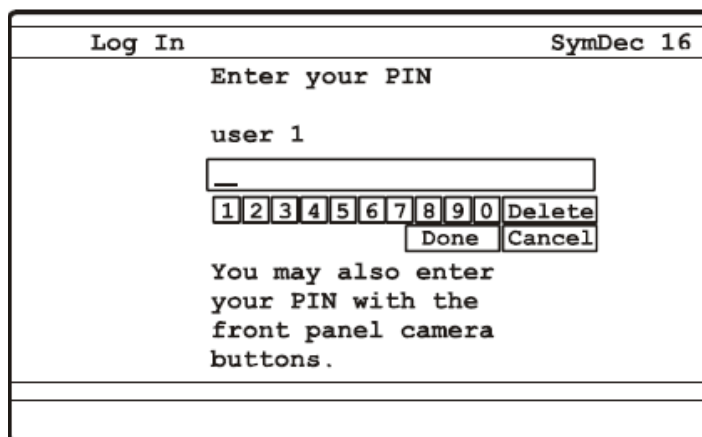 Log In SymDec 16
Enter your PIN
user 1
_
1 2 3 4 5 6 7 8 9 0 Delete
Done Cancel
You may also enter
your PIN with the
front panel camera
buttons.